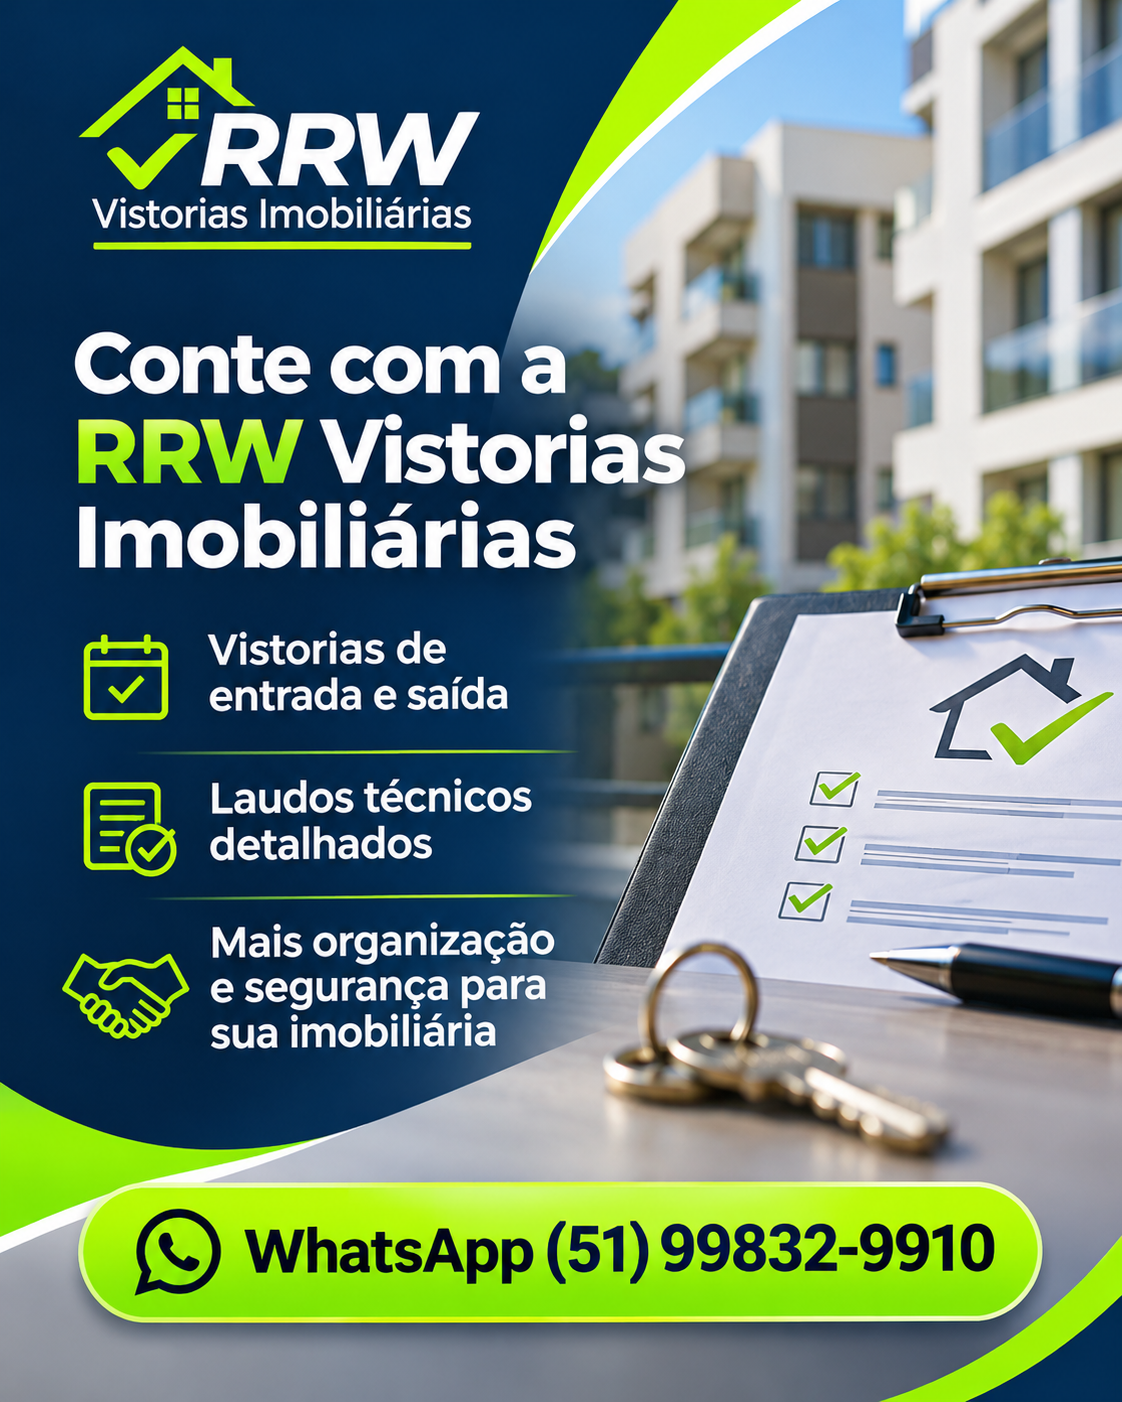 RRW
Vistorias Imobiliárias
Conte com a
RRW Vistorias
Imobiliárias
Vistorias de
entrada e saída
Laudos técnicos
detalhados
Mais organização
e segurança para
sua imobiliária
WhatsApp (51) 99832-9910